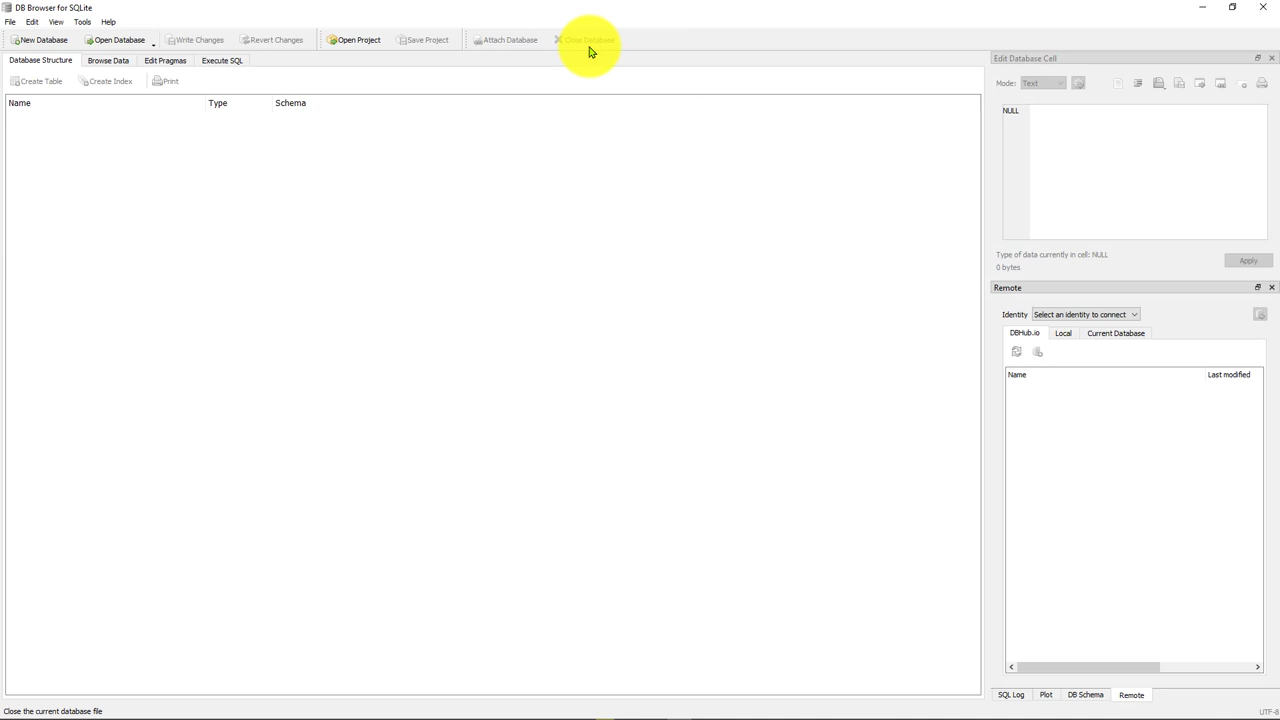 DB Browser for SQLite
File Edit View Tools Help
New Database Open Database Write Changes Revert Changes Open Project Save Project Attach Database Close Database
Database Structure Browse Data Edit Pragmas Execute SQL
Create Table Create Index Print
Name Type Schema
Edit Database Cell
Mode: Text
NULL
Type of data currently in cell: NULL
0 bytes
Apply
Remote
Identity Select an identity to connect
DBHub.io Local Current Database
Name Last modified
SQL Log Plot DB Schema Remote
Close the current database file
UTF-8